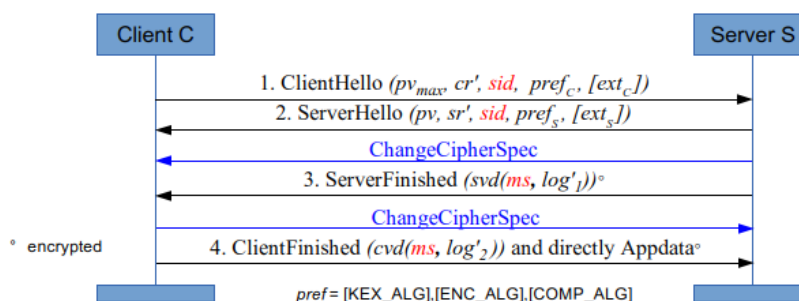 Client C Server S
1. ClientHello (pvmax, cr', sid, prefC, [extC])
2. ServerHello (pv, sr', sid, prefS, [extS])
ChangeCipherSpec
3. ServerFinished (svd(ms, log'1))°
ChangeCipherSpec
° encrypted 4. ClientFinished (cvd(ms, log'2)) and directly Appdata°
pref = [KEX_ALG],[ENC_ALG],[COMP_ALG]